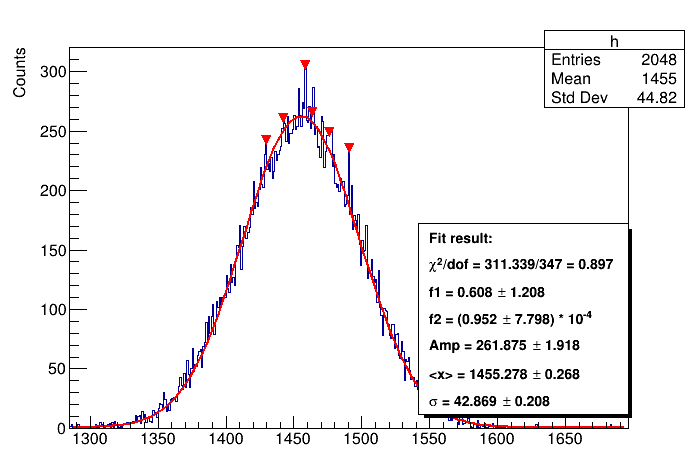 h
Entries 2048
Mean 1455
Std Dev 44.82
Counts
300
250
200
150
100
50
0
Fit result:
χ²/dof = 311.339/347 = 0.897
f1 = 0.608 ± 1.208
f2 = (0.952 ± 7.798) * 10⁻⁴
Amp = 261.875 ± 1.918
<x> = 1455.278 ± 0.268
σ = 42.869 ± 0.208
1300 1350 1400 1450 1500 1550 1600 1650